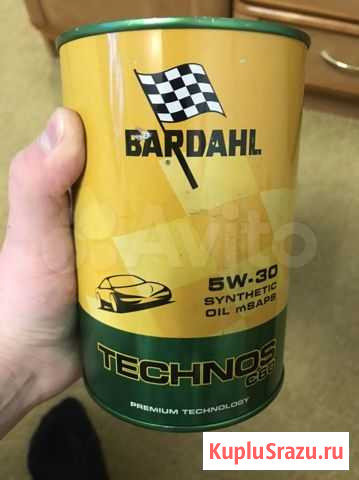 BARDAHL
Avito
5W-30
SYNTHETIC
OIL mSAPS
TECHNOS
C60
PREMIUM TECHNOLOGY
KupluSrazu.ru